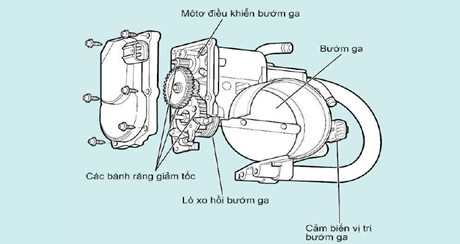 Môtơ điều khiển bướm ga
Bướm ga
Các bánh răng giảm tốc
Lò xo hồi bướm ga
Cảm biến vị trí
bướm ga